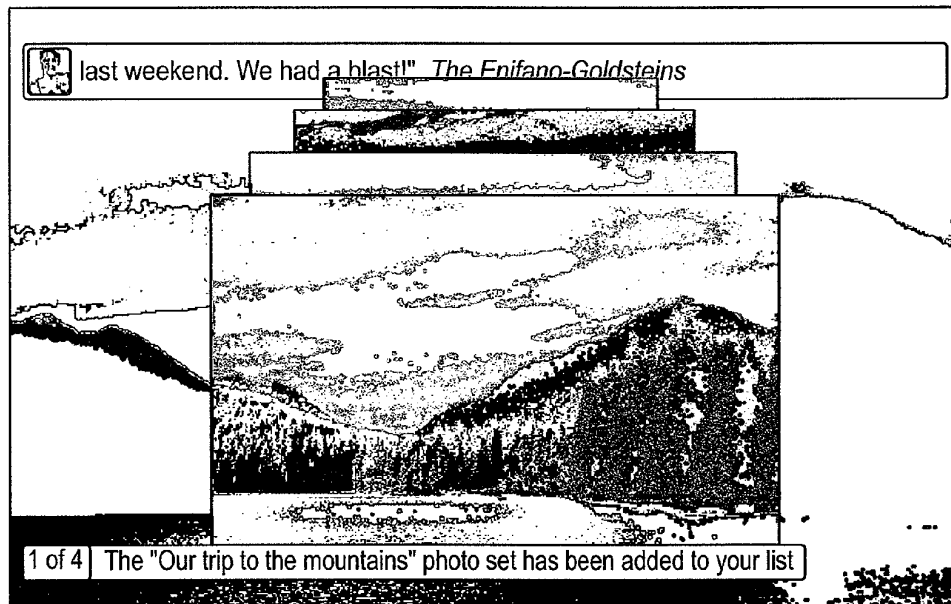 last weekend. We had a blast!" The Enifano-Goldsteins
1 of 4 The "Our trip to the mountains" photo set has been added to your list